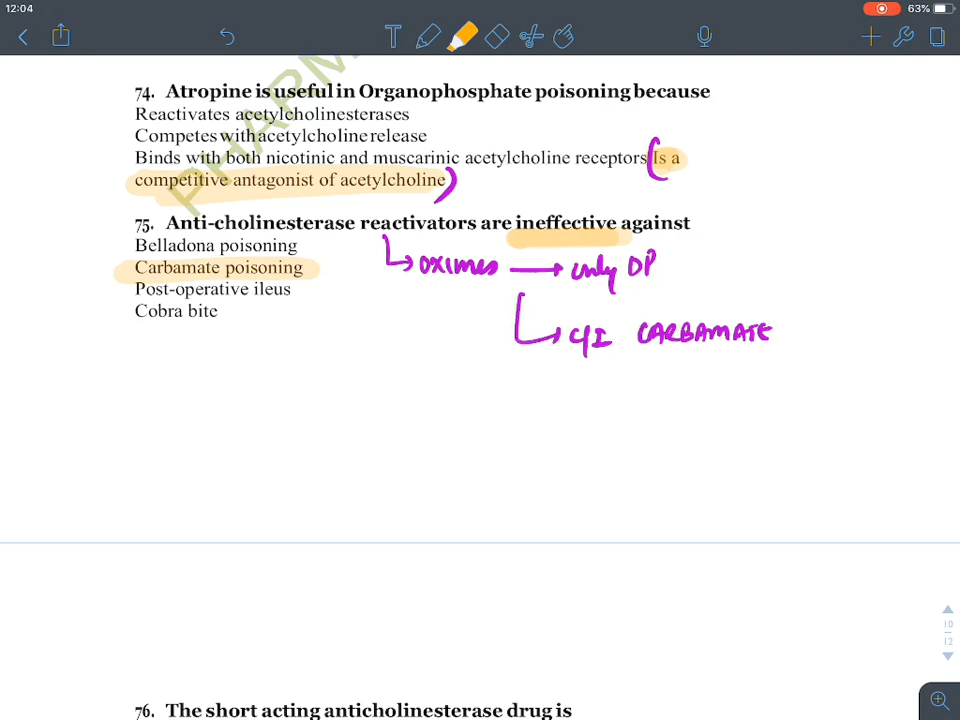 12:04
63%
T
74. Atropine is useful in Organophosphate poisoning because
Reactivates acetylcholinesterases
Competes with acetylcholine release
Binds with both nicotinic and muscarinic acetylcholine receptors Is a
competitive antagonist of acetylcholine
75. Anti-cholinesterase reactivators are ineffective against
Belladona poisoning
Carbamate poisoning
oximes → only OP
Post-operative ileus
Cobra bite
C/I CARBAMATE
PHARM
10
12
76. The short acting anticholinesterase drug is